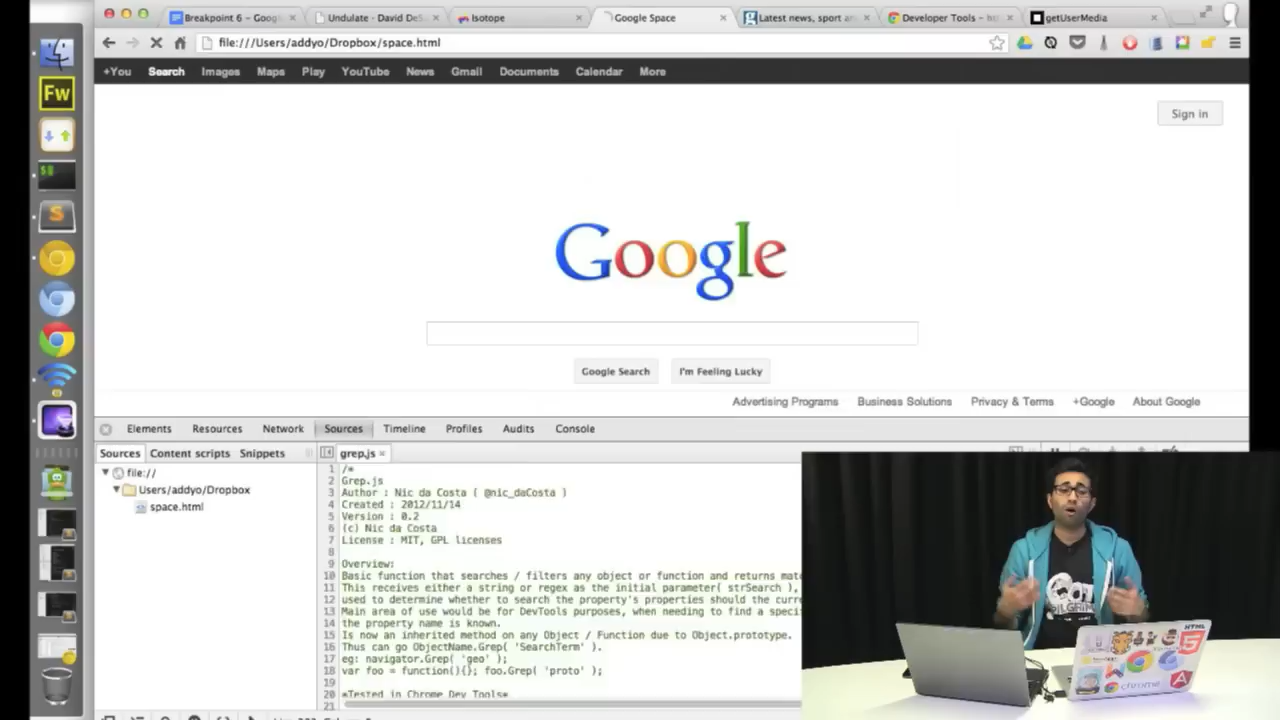 Breakpoint 6 – Goog
Undulate - David DeS
Isotope
Google Space
Latest news, sport an
Developer Tools - htt
getUserMedia
file:///Users/addyo/Dropbox/space.html
+You Search Images Maps Play YouTube News Gmail Documents Calendar More
Sign in
Google
Google Search
I'm Feeling Lucky
Advertising Programs Business Solutions Privacy & Terms +Google About Google
Elements Resources Network Sources Timeline Profiles Audits Console
Sources Content scripts Snippets
grep.js
file://
Users/addyo/Dropbox
space.html
1 /*
2 Grep.js
3 Author : Nic da Costa ( @nic_daCosta )
4 Created : 2012/11/14
5 Version : 0.2
6 (c) Nic da Costa
7 License : MIT, GPL licenses
8
9 Overview:
10 Basic function that searches / filters any object or function and returns mat
11 This receives either a string or regex as the initial parameter( strSearch ),
12 used to determine whether to search the property's properties should the curre
13 Main area of use would be for DevTools purposes, when needing to find a speci
14 the property name is known.
15 Is now an inherited method on any Object / Function due to Object.prototype.
16 Thus can go ObjectName.Grep( 'SearchTerm' ).
17 eg: navigator.Grep( 'geo' );
18 var foo = function(){}; foo.Grep( 'proto' );
19
20 *Tested in Chrome Dev Tools*
21
Fw
S
PILGRIM
HTML
5
chrome
A